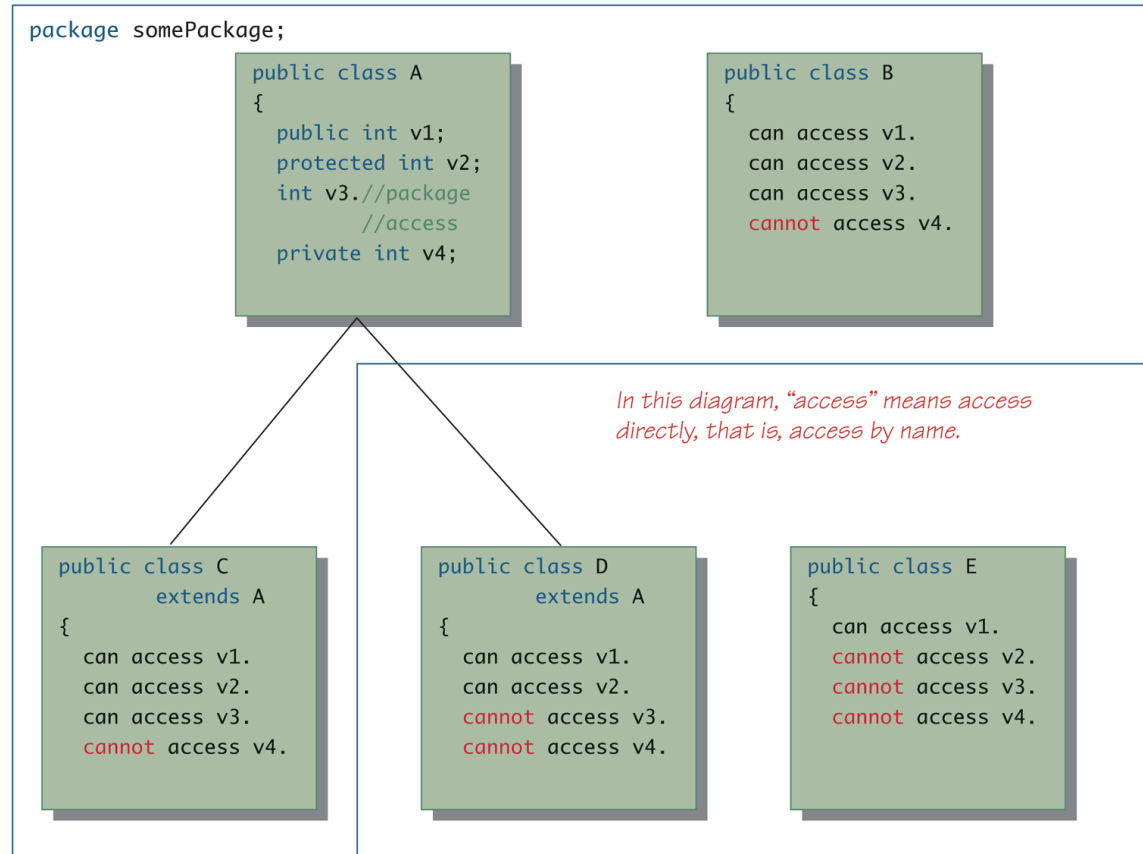 package somePackage;
public class A
{
public int v1;
protected int v2;
int v3.//package
//access
private int v4;
public class B
{
can access v1.
can access v2.
can access v3.
cannot access v4.
In this diagram, “access” means access
directly, that is, access by name.
public class C
extends A
{
can access v1.
can access v2.
can access v3.
cannot access v4.
public class D
extends A
{
can access v1.
can access v2.
cannot access v3.
cannot access v4.
public class E
{
can access v1.
cannot access v2.
cannot access v3.
cannot access v4.